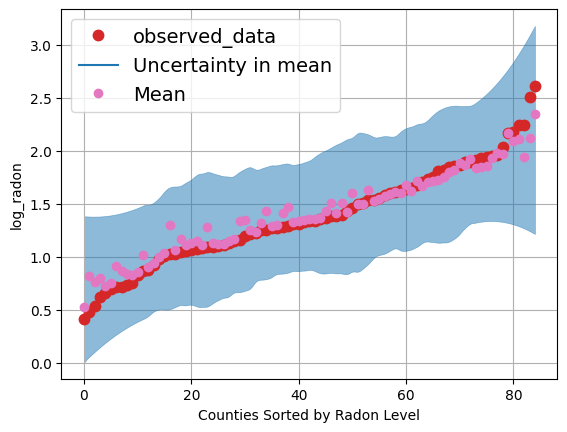 observed_data
Uncertainty in mean
Mean
3.0
2.5
2.0
1.5
1.0
0.5
0.0
log_radon
0
20
40
60
80
Counties Sorted by Radon Level